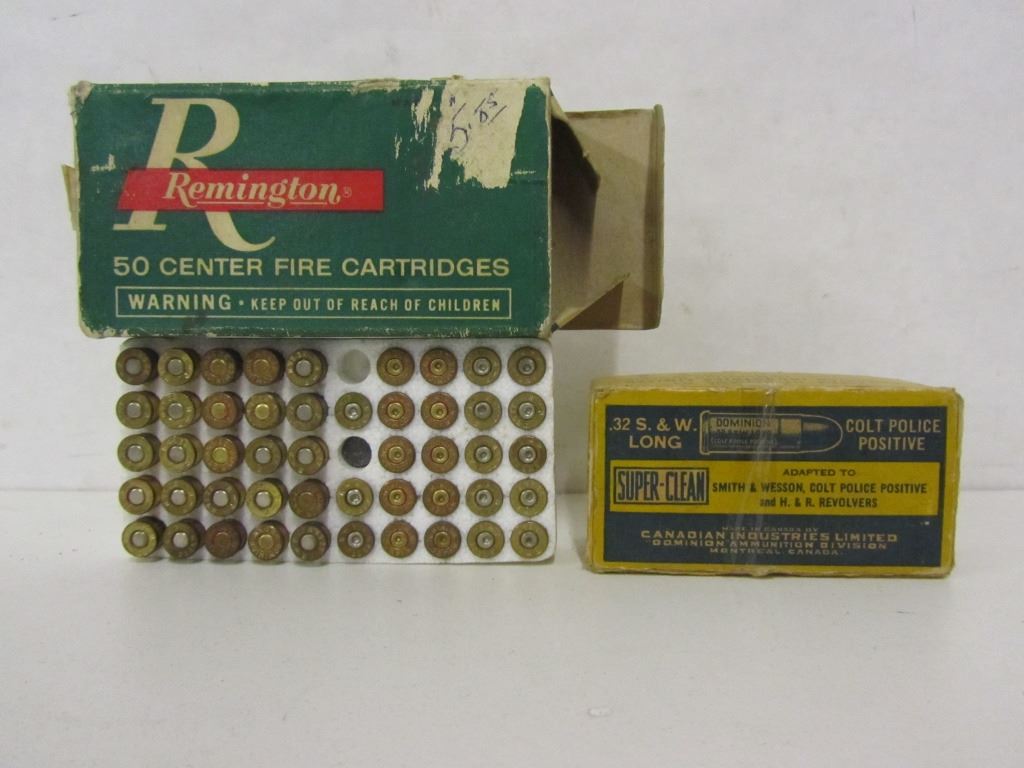 R
Remington®
50 CENTER FIRE CARTRIDGES
WARNING • KEEP OUT OF REACH OF CHILDREN
.32 S. & W.
LONG
DOMINION
COLT POLICE
POSITIVE
SUPER-CLEAN
ADAPTED TO
SMITH & WESSON, COLT POLICE POSITIVE
and H. & R. REVOLVERS
MADE IN CANADA BY
CANADIAN INDUSTRIES LIMITED
DOMINION AMMUNITION DIVISION
MONTREAL, CANADA.